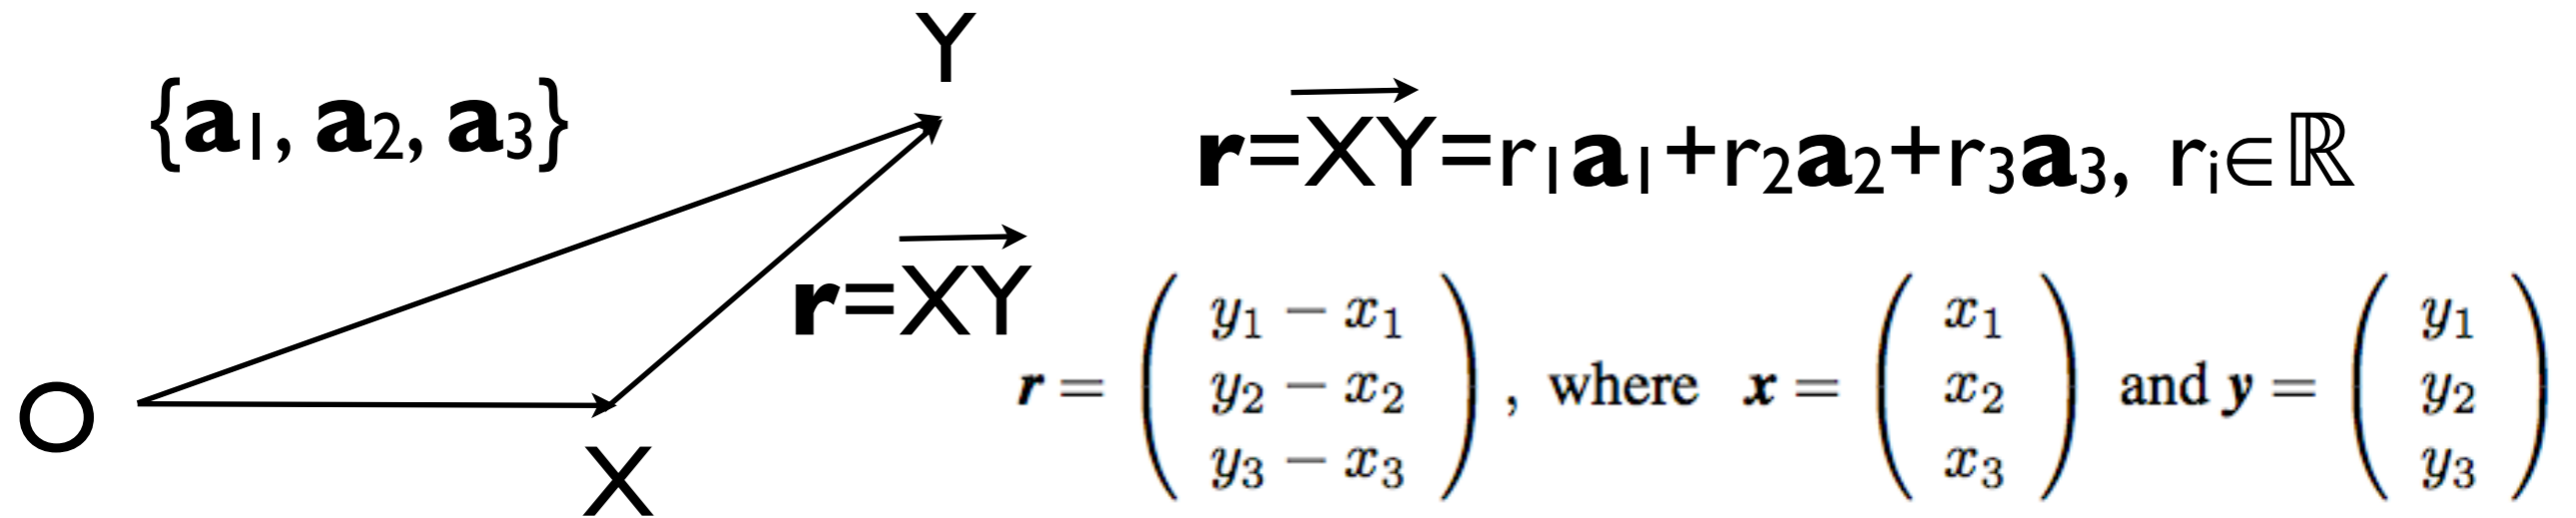 Y
{a₁, a₂, a₃}
r=XY⃗=r₁a₁+r₂a₂+r₃a₃, rᵢ∈ℝ
r=XY⃗
r = ( y₁ − x₁ y₂ − x₂ y₃ − x₃ ) , where x = ( x₁ x₂ x₃ ) and y = ( y₁ y₂ y₃ )
O
X